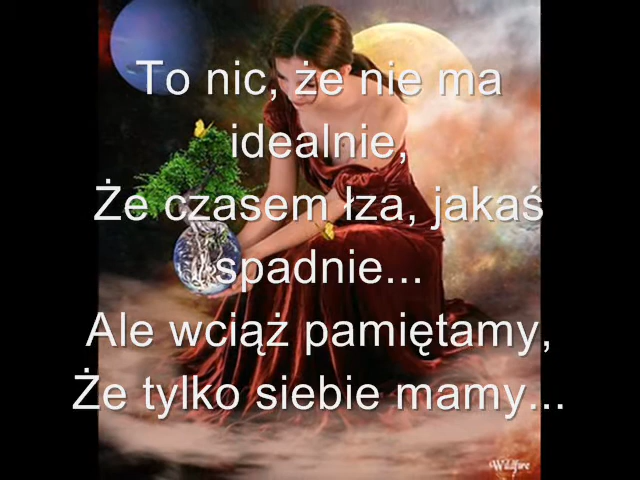 To nic, że nie ma
idealnie,
Że czasem łza, jakaś
spadnie...
Ale wciąż pamiętamy,
Że tylko siebie mamy...
Wildfire